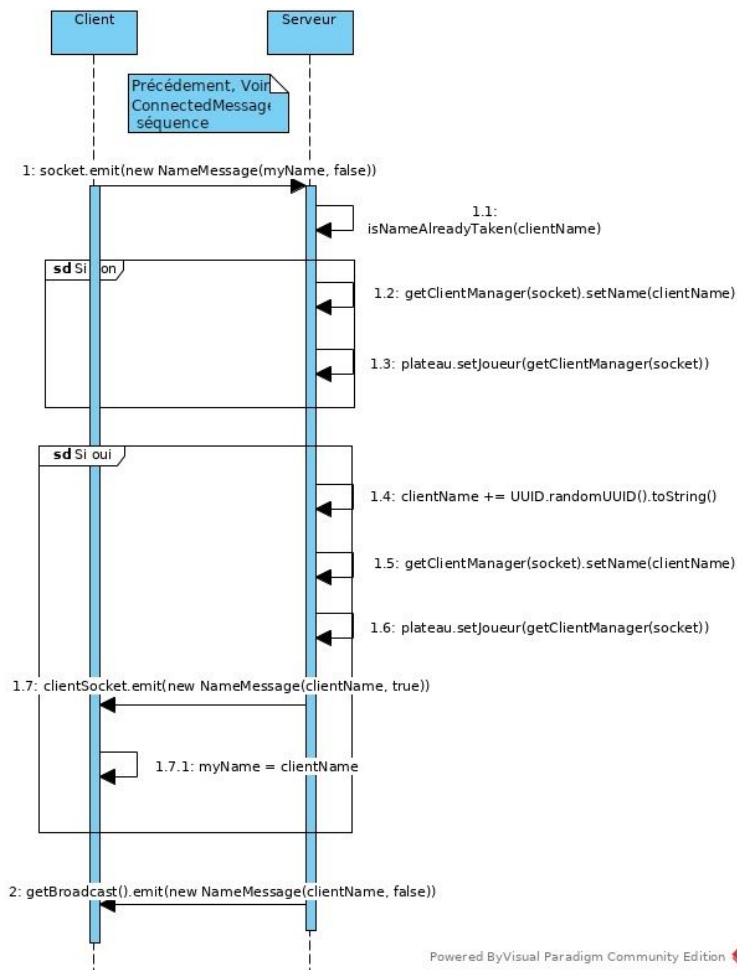 Client
Serveur
Précédement, Voir
ConnectedMessage
séquence
1: socket.emit(new NameMessage(myName, false))
1.1:
isNameAlreadyTaken(clientName)
sd Si on
1.2: getClientManager(socket).setName(clientName)
1.3: plateau.setJoueur(getClientManager(socket))
sd Si oui
1.4: clientName += UUID.randomUUID().toString()
1.5: getClientManager(socket).setName(clientName)
1.6: plateau.setJoueur(getClientManager(socket))
1.7: clientSocket.emit(new NameMessage(clientName, true))
1.7.1: myName = clientName
2: getBroadcast().emit(new NameMessage(clientName, false))
Powered ByVisual Paradigm Community Edition